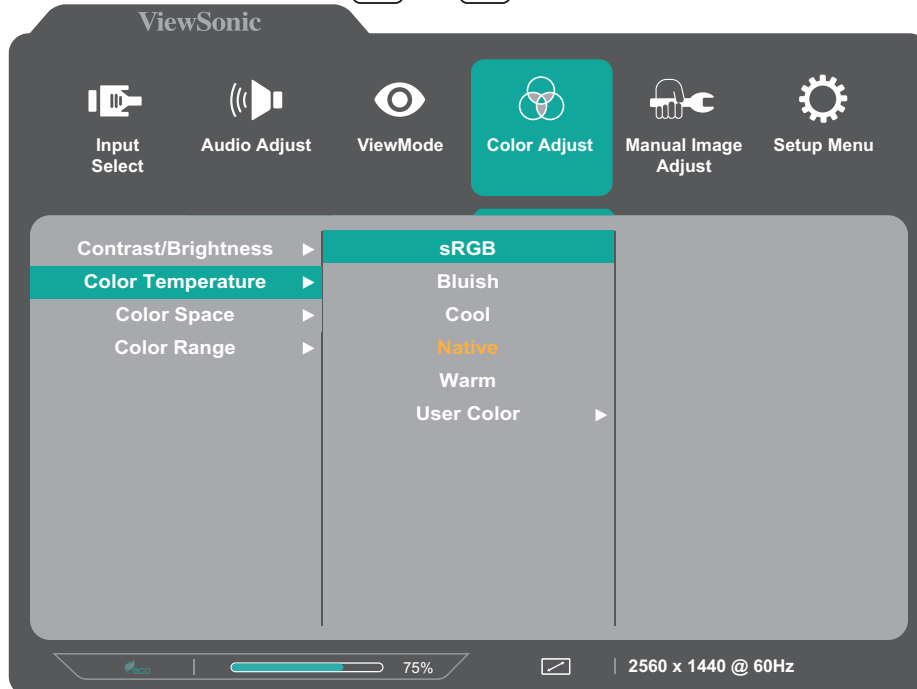 ViewSonic
Input
Select
Audio Adjust
ViewMode
Color Adjust
Manual Image
Adjust
Setup Menu
Contrast/Brightness
Color Temperature
Color Space
Color Range
sRGB
Bluish
Cool
Native
Warm
User Color
eco
75%
2560 x 1440 @ 60Hz